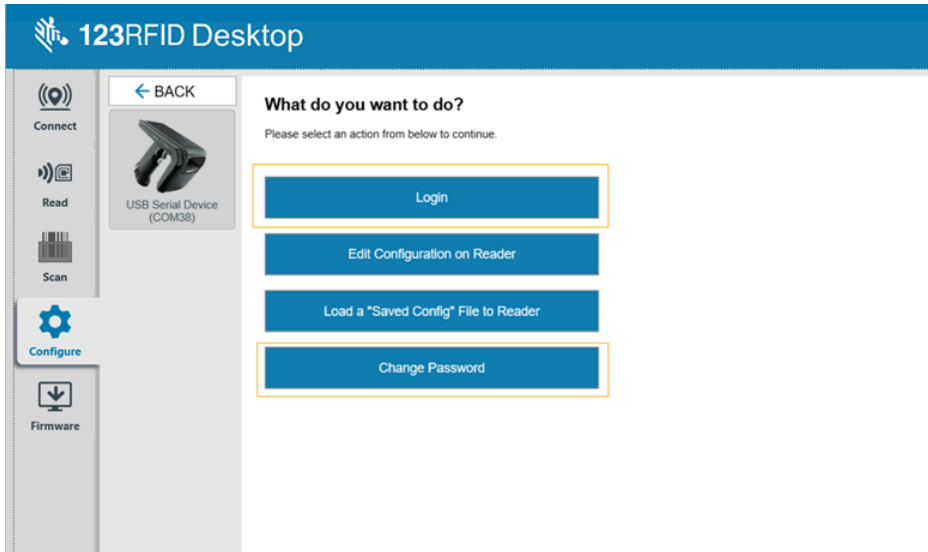 123RFID Desktop
Connect
Read
Scan
Configure
Firmware
← BACK
USB Serial Device
(COM38)
What do you want to do?
Please select an action from below to continue.
Login
Edit Configuration on Reader
Load a "Saved Config" File to Reader
Change Password